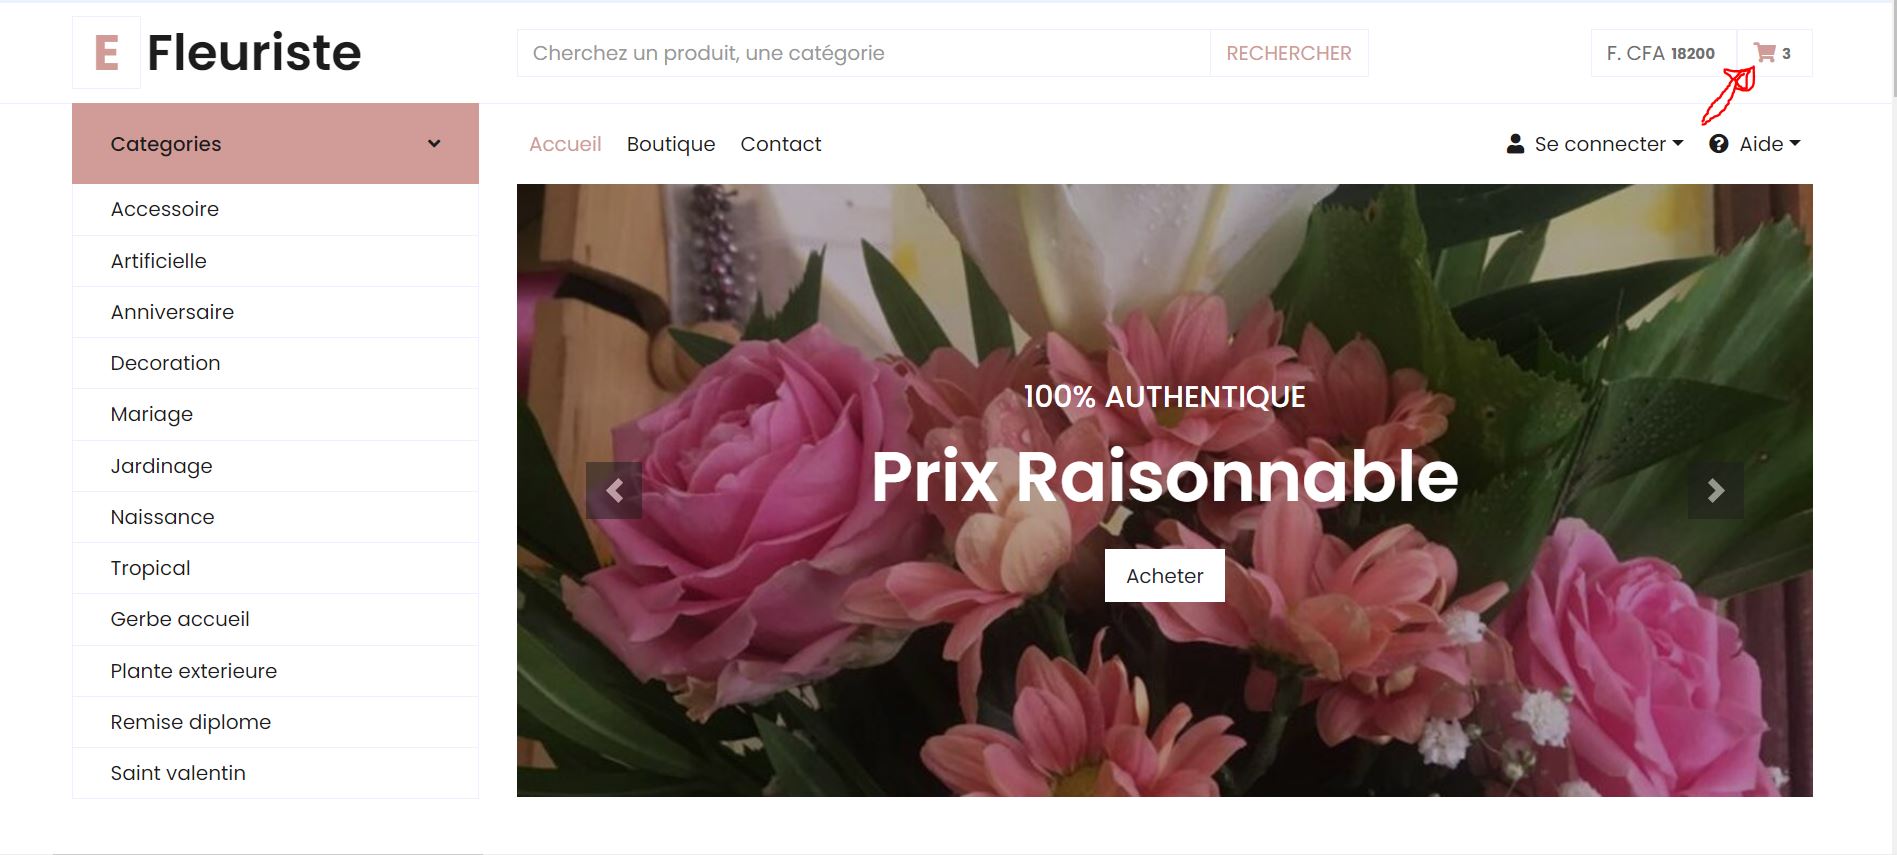 E Fleuriste
Cherchez un produit, une catégorie
RECHERCHER
F. CFA 18200
3
Categories
Accueil
Boutique
Contact
Se connecter
Aide
Accessoire
Artificielle
Anniversaire
Decoration
Mariage
Jardinage
Naissance
Tropical
Gerbe accueil
Plante exterieure
Remise diplome
Saint valentin
100% AUTHENTIQUE
Prix Raisonnable
Acheter